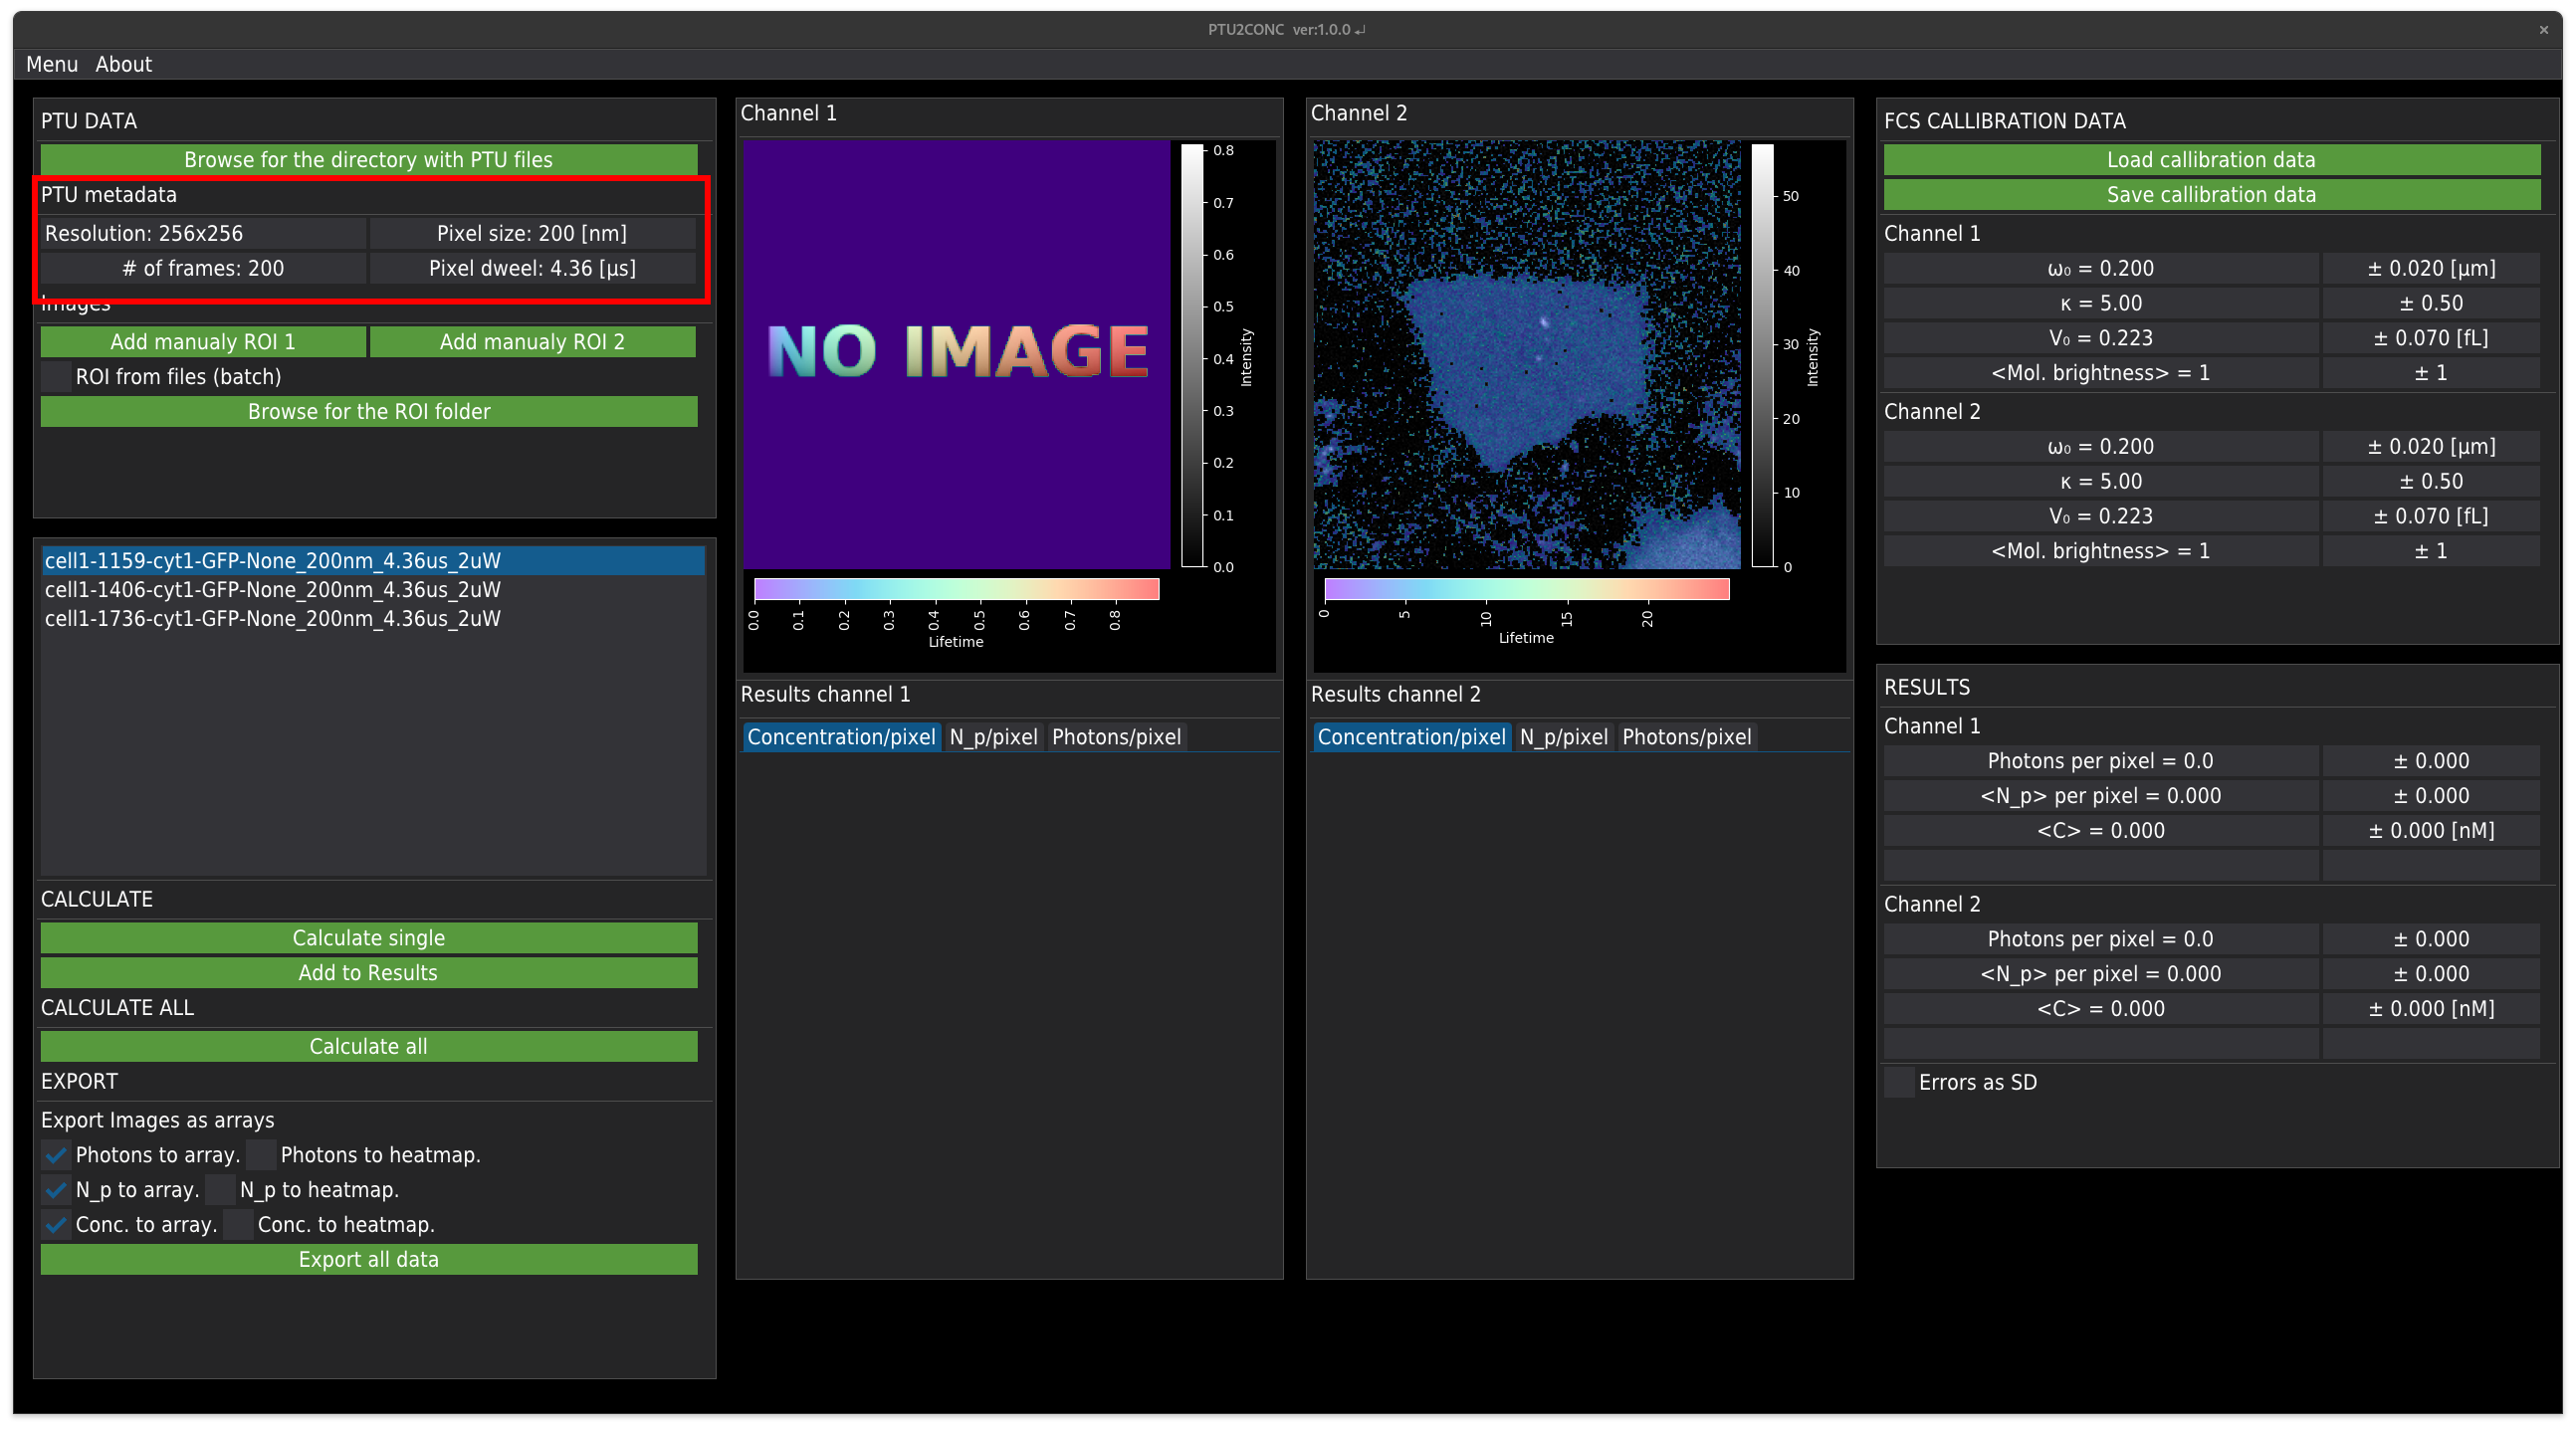 PTU2CONC ver:1.0.0
Menu About
PTU DATA
Browse for the directory with PTU files
PTU metadata
Resolution: 256x256 Pixel size: 200 [nm]
# of frames: 200 Pixel dweel: 4.36 [µs]
Images
Add manualy ROI 1 Add manualy ROI 2
ROI from files (batch)
Browse for the ROI folder
cell1-1159-cyt1-GFP-None_200nm_4.36us_2uW
cell1-1406-cyt1-GFP-None_200nm_4.36us_2uW
cell1-1736-cyt1-GFP-None_200nm_4.36us_2uW
CALCULATE
Calculate single
Add to Results
CALCULATE ALL
Calculate all
EXPORT
Export Images as arrays
Photons to array. Photons to heatmap.
N_p to array. N_p to heatmap.
Conc. to array. Conc. to heatmap.
Export all data
Channel 1
NO IMAGE
0.8
0.7
0.6
0.5
0.4
0.3
0.2
0.1
0.0
Intensity
0.0 0.1 0.2 0.3 0.4 0.5 0.6 0.7 0.8
Lifetime
Results channel 1
Concentration/pixel N_p/pixel Photons/pixel
Channel 2
50
40
30
20
10
0
Intensity
0 5 10 15 20
Lifetime
Results channel 2
Concentration/pixel N_p/pixel Photons/pixel
FCS CALLIBRATION DATA
Load callibration data
Save callibration data
Channel 1
ω₀ = 0.200 ± 0.020 [µm]
κ = 5.00 ± 0.50
V₀ = 0.223 ± 0.070 [fL]
<Mol. brightness> = 1 ± 1
Channel 2
ω₀ = 0.200 ± 0.020 [µm]
κ = 5.00 ± 0.50
V₀ = 0.223 ± 0.070 [fL]
<Mol. brightness> = 1 ± 1
RESULTS
Channel 1
Photons per pixel = 0.0 ± 0.000
<N_p> per pixel = 0.000 ± 0.000
<C> = 0.000 ± 0.000 [nM]
Channel 2
Photons per pixel = 0.0 ± 0.000
<N_p> per pixel = 0.000 ± 0.000
<C> = 0.000 ± 0.000 [nM]
Errors as SD